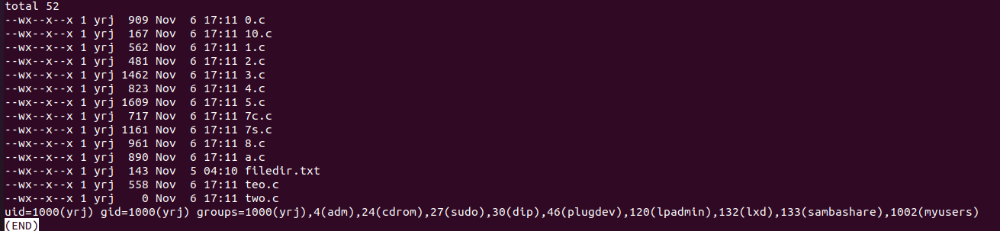 total 52
--wx--x--x 1 yrj  909 Nov  6 17:11 0.c
--wx--x--x 1 yrj  167 Nov  6 17:11 10.c
--wx--x--x 1 yrj  562 Nov  6 17:11 1.c
--wx--x--x 1 yrj  481 Nov  6 17:11 2.c
--wx--x--x 1 yrj 1462 Nov  6 17:11 3.c
--wx--x--x 1 yrj  823 Nov  6 17:11 4.c
--wx--x--x 1 yrj 1609 Nov  6 17:11 5.c
--wx--x--x 1 yrj  717 Nov  6 17:11 7c.c
--wx--x--x 1 yrj 1161 Nov  6 17:11 7s.c
--wx--x--x 1 yrj  961 Nov  6 17:11 8.c
--wx--x--x 1 yrj  890 Nov  6 17:11 a.c
--wx--x--x 1 yrj  143 Nov  5 04:10 filedir.txt
--wx--x--x 1 yrj  558 Nov  6 17:11 teo.c
--wx--x--x 1 yrj    0 Nov  6 17:11 two.c
uid=1000(yrj) gid=1000(yrj) groups=1000(yrj),4(adm),24(cdrom),27(sudo),30(dip),46(plugdev),120(lpadmin),132(lxd),133(sambashare),1002(myusers)
(END)